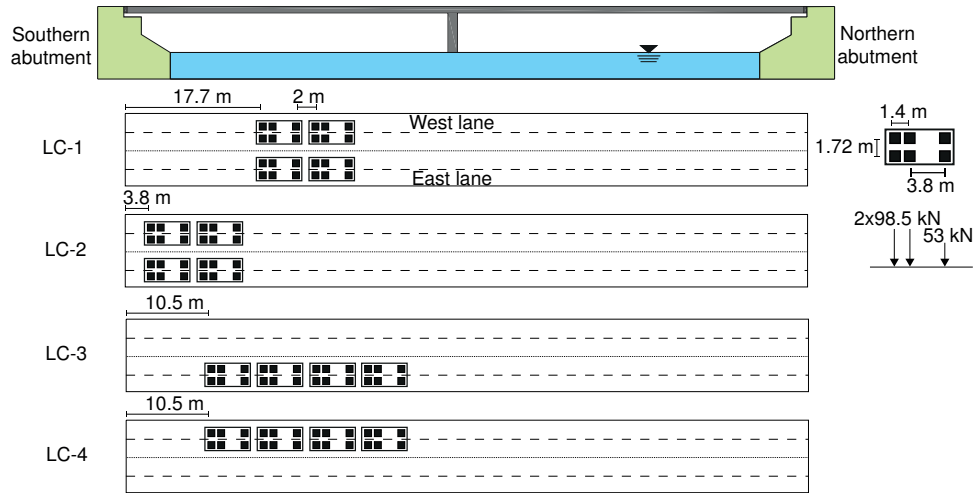 Southern
abutment
Northern
abutment
17.7 m
2 m
West lane
LC-1
East lane
1.4 m
1.72 m
3.8 m
3.8 m
LC-2
2x98.5 kN
53 kN
10.5 m
LC-3
10.5 m
LC-4